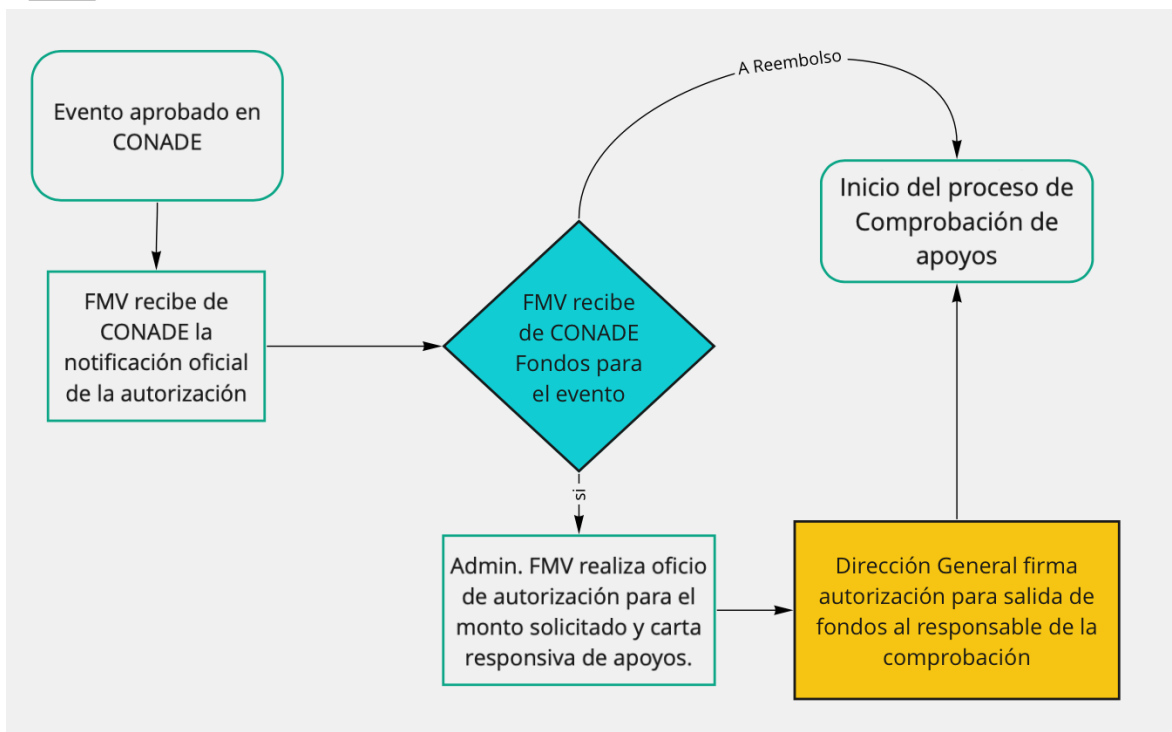 Evento aprobado en
CONADE
FMV recibe de
CONADE la
notificación oficial
de la autorización
FMV recibe
de CONADE
Fondos para
el evento
A Reembolso
si
Admin. FMV realiza oficio
de autorización para el
monto solicitado y carta
responsiva de apoyos.
Dirección General firma
autorización para salida de
fondos al responsable de la
comprobación
Inicio del proceso de
Comprobación de
apoyos